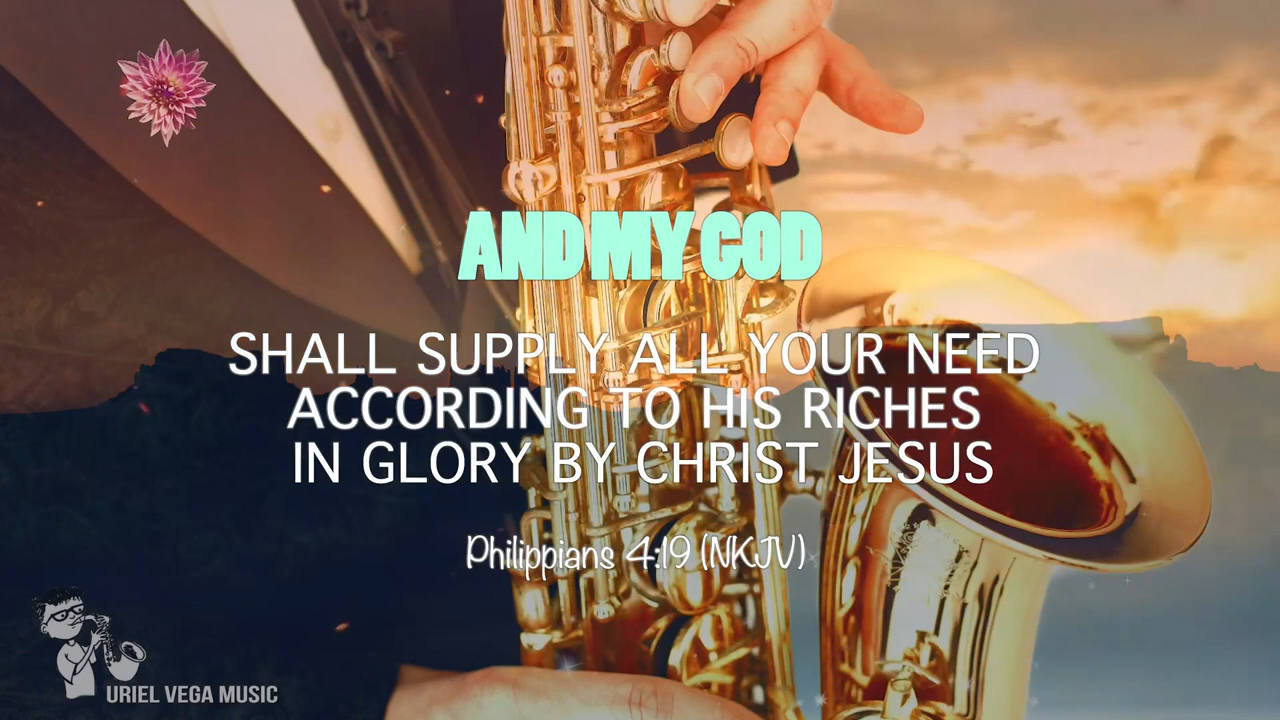 AND MY GOD
SHALL SUPPLY ALL YOUR NEED
ACCORDING TO HIS RICHES
IN GLORY BY CHRIST JESUS
Philippians 4:19 (NKJV)
URIEL VEGA MUSIC